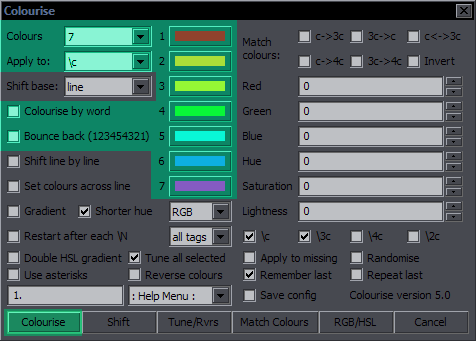 Colourise
Colours 7 1
Apply to: \c 2
Shift base: line 3
Colourise by word 4
Bounce back (123454321) 5
Shift line by line 6
Set colours across line 7
Gradient Shorter hue RGB
Restart after each \N all tags
Double HSL gradient Tune all selected
Use asterisks Reverse colours
1. : Help Menu :
Match colours: c->3c 3c->c c<->3c
c->4c 3c->4c Invert
Red 0
Green 0
Blue 0
Hue 0
Saturation 0
Lightness 0
\c \3c \4c \2c
Apply to missing Randomise
Remember last Repeat last
Save config Colourise version 5.0
Colourise Shift Tune/Rvrs Match Colours RGB/HSL Cancel